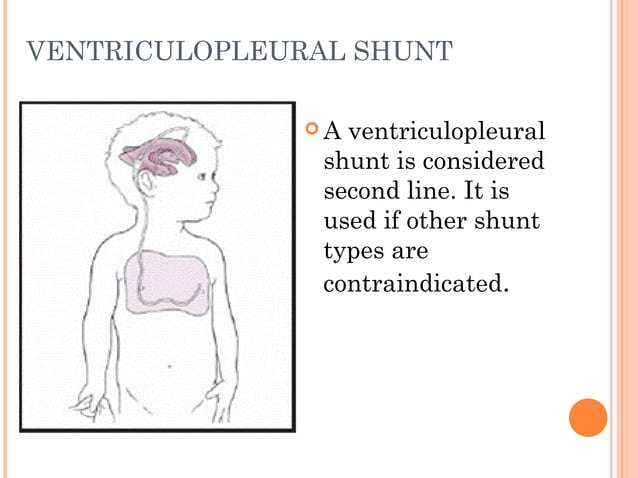 VENTRICULOPLEURAL SHUNT
A ventriculopleural
shunt is considered
second line. It is
used if other shunt
types are
contraindicated.